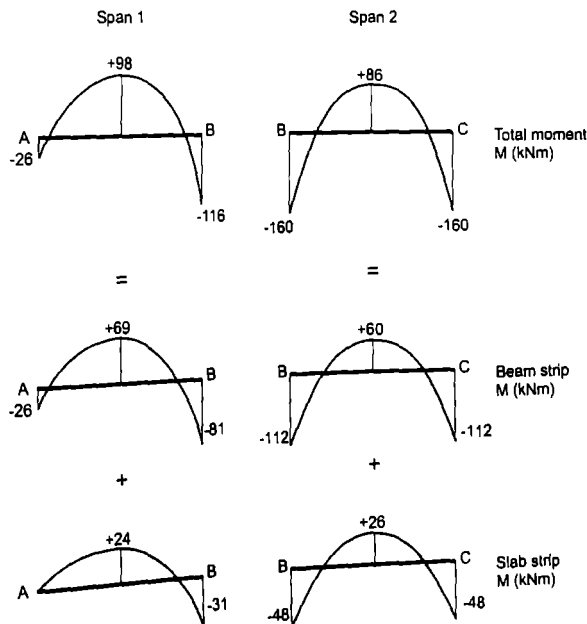 Span 1
Span 2
+98
+86
A
B
B
C
Total moment
M (kNm)
-26
-116
-160
-160
=
=
+69
+60
A
B
B
C
Beam strip
M (kNm)
-26
-81
-112
-112
+
+
+24
+26
A
B
B
C
Slab strip
M (kNm)
-31
-48
-48